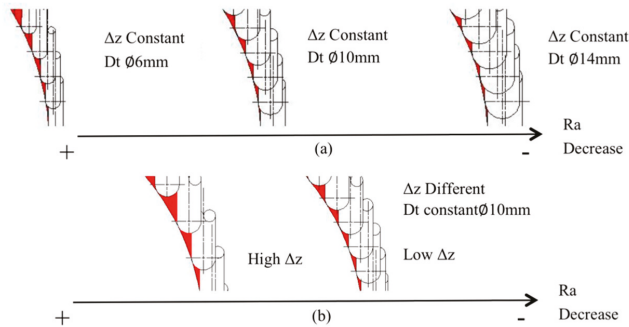 Δz Constant
Dt Ø6mm
Δz Constant
Dt Ø10mm
Δz Constant
Dt Ø14mm
+
(a)
-
Ra
Decrease
Δz Different
Dt constantØ10mm
High Δz
Low Δz
+
(b)
-
Ra
Decrease